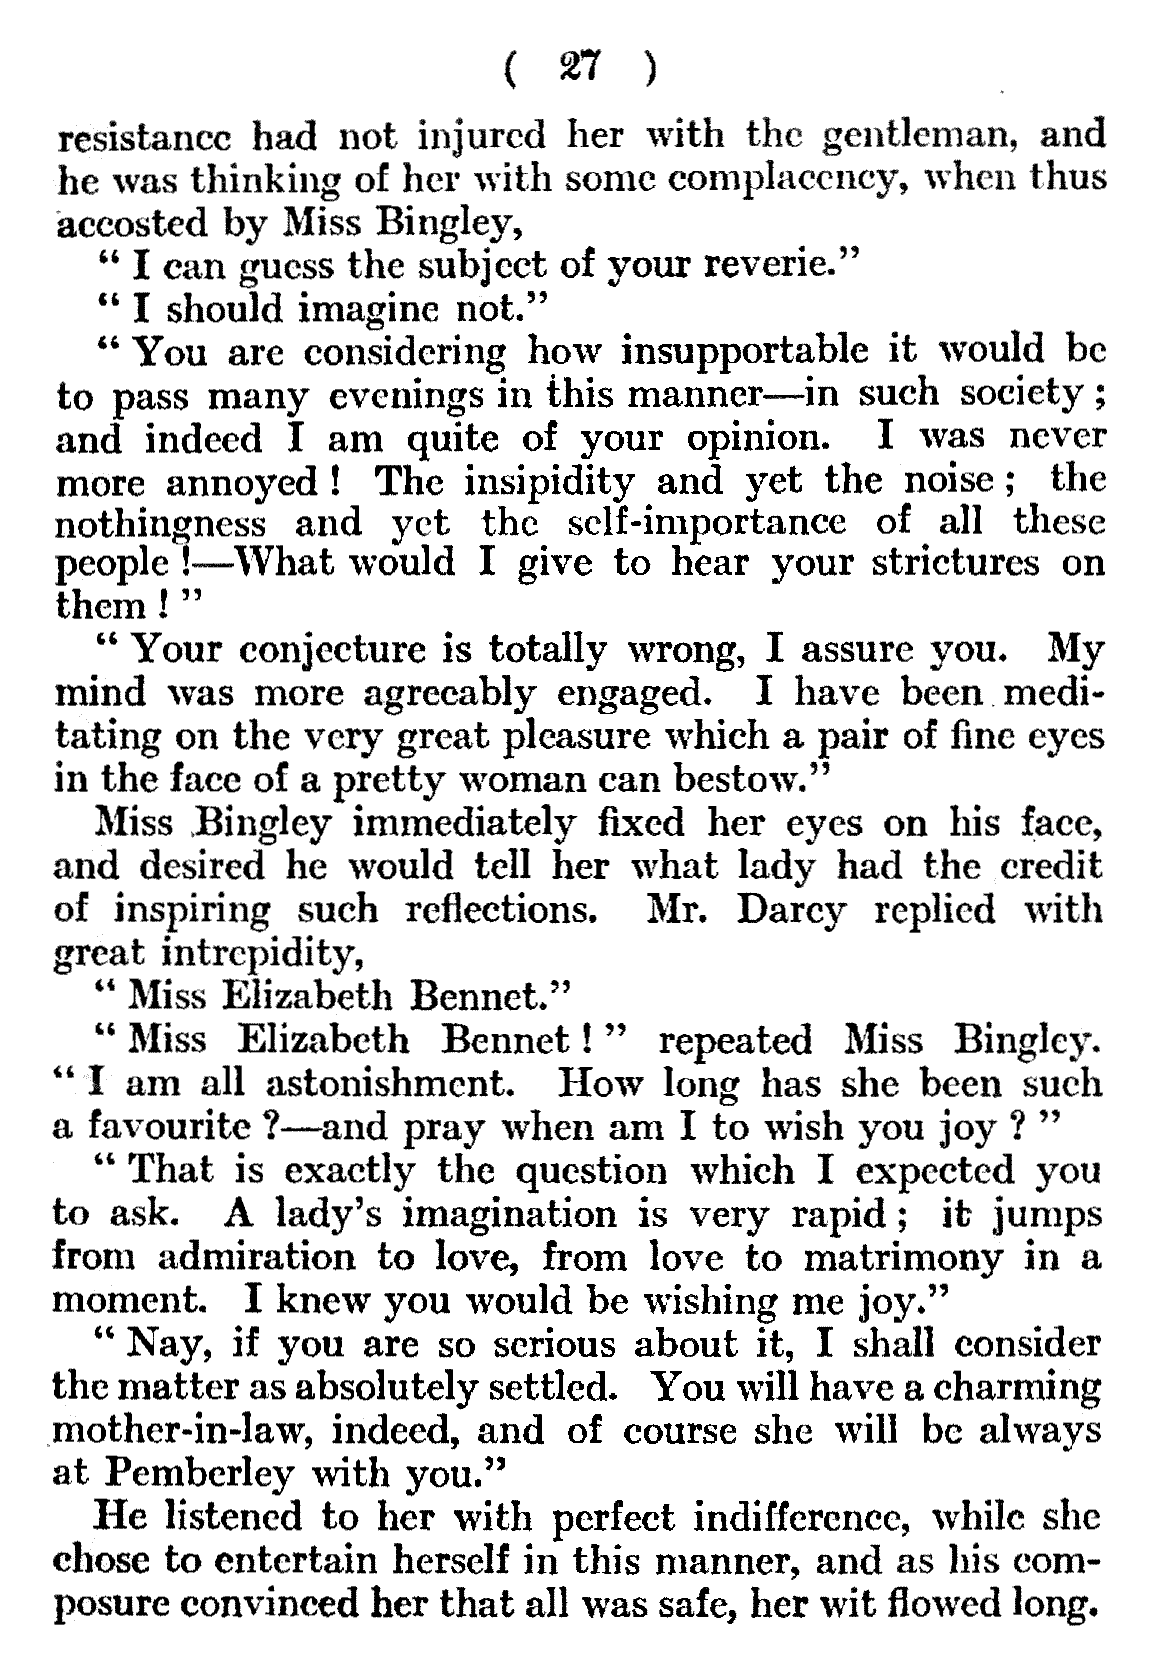 ( 27 )
resistance had not injured her with the gentleman, and
he was thinking of her with some complacency, when thus
accosted by Miss Bingley,
“ I can guess the subject of your reverie.”
“ I should imagine not.”
“ You are considering how insupportable it would be
to pass many evenings in this manner—in such society ;
and indeed I am quite of your opinion. I was never
more annoyed ! The insipidity and yet the noise ; the
nothingness and yet the self-importance of all these
people !—What would I give to hear your strictures on
them ! ”
“ Your conjecture is totally wrong, I assure you. My
mind was more agreeably engaged. I have been medi-
tating on the very great pleasure which a pair of fine eyes
in the face of a pretty woman can bestow.”
Miss Bingley immediately fixed her eyes on his face,
and desired he would tell her what lady had the credit
of inspiring such reflections. Mr. Darcy replied with
great intrepidity,
“ Miss Elizabeth Bennet.”
“ Miss Elizabeth Bennet ! ” repeated Miss Bingley.
“ I am all astonishment. How long has she been such
a favourite ?—and pray when am I to wish you joy ? ”
“ That is exactly the question which I expected you
to ask. A lady’s imagination is very rapid ; it jumps
from admiration to love, from love to matrimony in a
moment. I knew you would be wishing me joy.”
“ Nay, if you are so serious about it, I shall consider
the matter as absolutely settled. You will have a charming
mother-in-law, indeed, and of course she will be always
at Pemberley with you.”
He listened to her with perfect indifference, while she
chose to entertain herself in this manner, and as his com-
posure convinced her that all was safe, her wit flowed long.